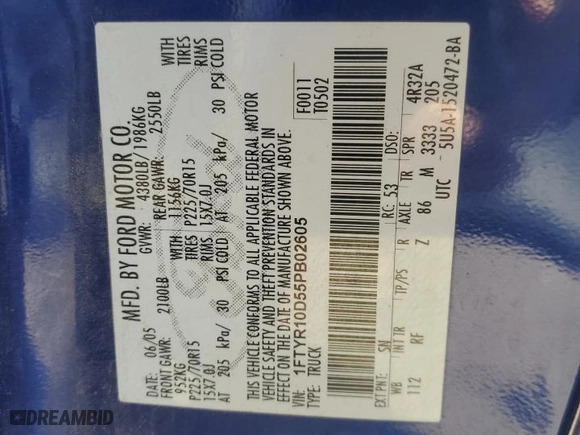 MFD. BY FORD MOTOR CO.
DATE: 06/05 GVWR: 4380LB/ 1986KG
FRONT GAWR: 2100LB REAR GAWR: 2550LB WITH
952KG 1156KG WITH TIRES
P225/70R15 TIRES P225/70R15 RIMS
15X7.0J RIMS 15X7.0J
AT 205 kPa/ 30 PSI COLD AT 205 kPa/ 30 PSI COLD
THIS VEHICLE CONFORMS TO ALL APPLICABLE FEDERAL MOTOR
VEHICLE SAFETY AND THEFT PREVENTION STANDARDS IN
EFFECT ON THE DATE OF MANUFACTURE SHOWN ABOVE.
VIN: 1FTYR10D55PB02605 F0011
TYPE: TRUCK T0502
EXT PNT: SN RC: 53 DSO:
WB INT TR TP/PS R AXLE TR SPR 4R32A
112 RF Z 86 M 3333 205
UTC 5U5A-1520472-BA
DREAMBID